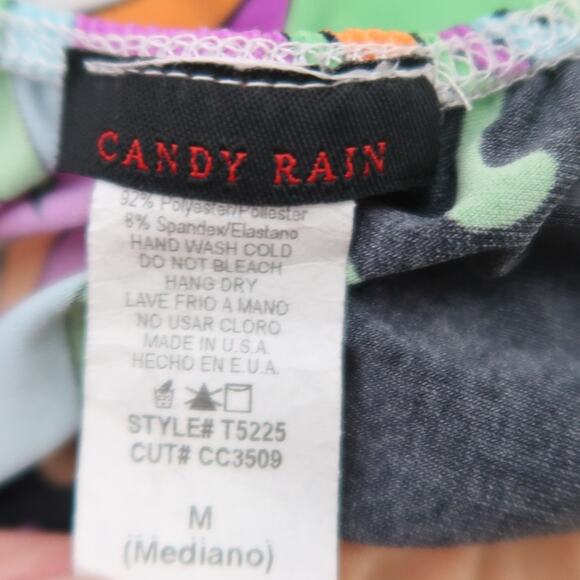 CANDY RAIN
92% Polyester/Poliester
8% Spandex/Elastano
HAND WASH COLD
DO NOT BLEACH
HANG DRY
LAVE FRIO A MANO
NO USAR CLORO
MADE IN U.S.A.
HECHO EN E.U.A.
STYLE# T5225
CUT# CC3509
M
(Mediano)